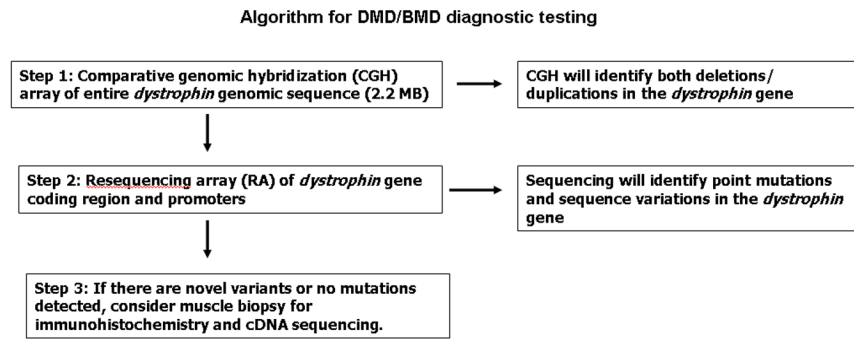 Algorithm for DMD/BMD diagnostic testing
Step 1: Comparative genomic hybridization (CGH)
array of entire dystrophin genomic sequence (2.2 MB)
CGH will identify both deletions/
duplications in the dystrophin gene
Step 2: Resequencing array (RA) of dystrophin gene
coding region and promoters
Sequencing will identify point mutations
and sequence variations in the dystrophin
gene
Step 3: If there are novel variants or no mutations
detected, consider muscle biopsy for
immunohistochemistry and cDNA sequencing.